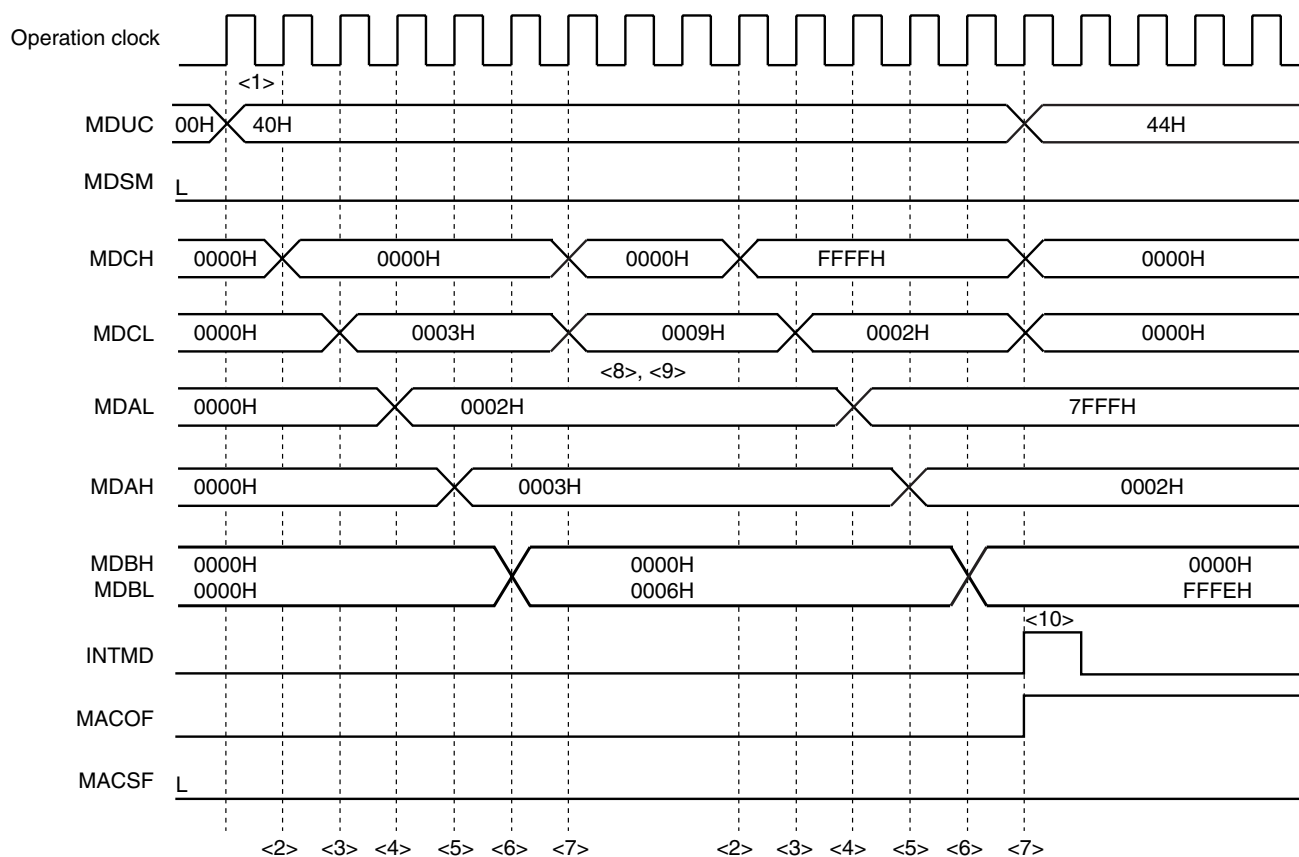 Operation clock
<1>
MDUC 00H 40H 44H
MDSM L
MDCH 0000H 0000H 0000H FFFFH 0000H
MDCL 0000H 0003H 0009H 0002H 0000H
<8>, <9>
MDAL 0000H 0002H 7FFFH
MDAH 0000H 0003H 0002H
MDBH 0000H 0000H 0000H
MDBL 0000H 0006H FFFEH
<10>
INTMD
MACOF
MACSF L
<2> <3> <4> <5> <6> <7> <2> <3> <4> <5> <6> <7>